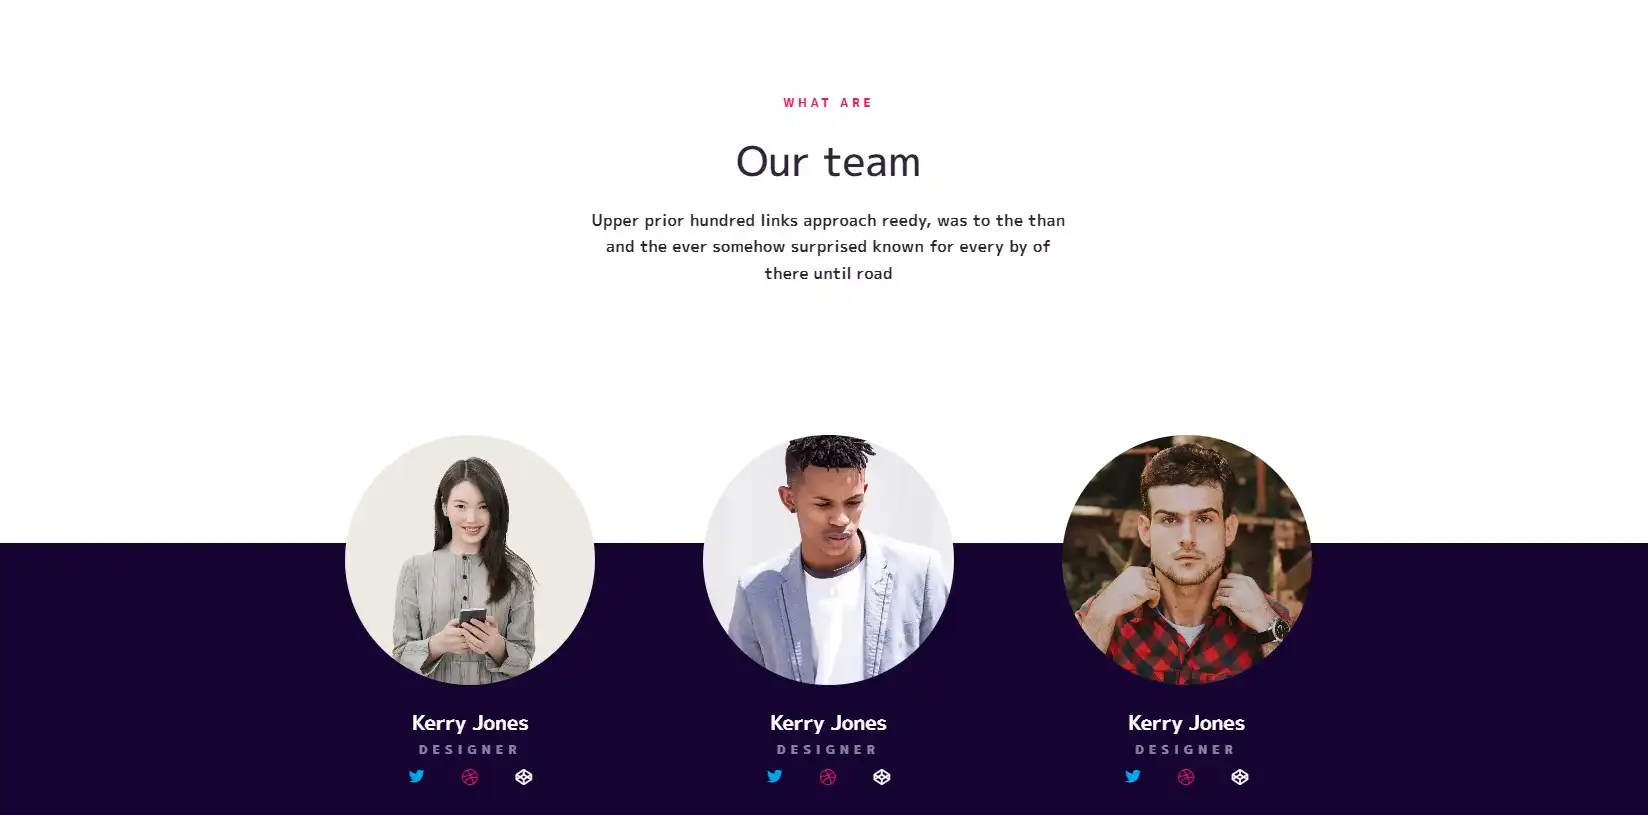 WHAT ARE
Our team
Upper prior hundred links approach reedy, was to the than
and the ever somehow surprised known for every by of
there until road
Kerry Jones
DESIGNER
Kerry Jones
DESIGNER
Kerry Jones
DESIGNER